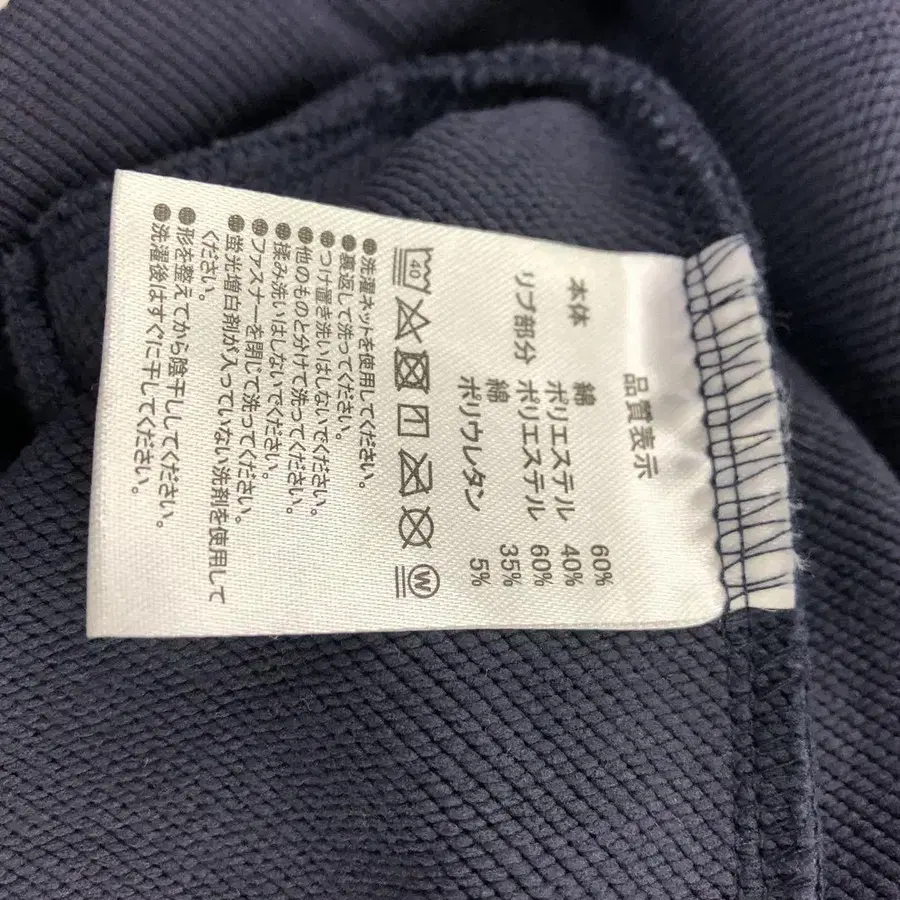 品質表示
本体 綿 60%
ポリエステル 40%
リブ部分 ポリエステル 60%
綿 35%
ポリウレタン 5%
40 W
●洗濯ネットを使用してください。
●裏返して洗ってください。
●つけ置き洗いはしないでください。
●他のものと分けて洗ってください。
●揉み洗いはしないでください。
●ファスナーを閉じて洗ってください。
●蛍光増白剤が入っていない洗剤を使用して
ください。
●形を整えてから陰干ししてください。
●洗濯後はすぐに干してください。